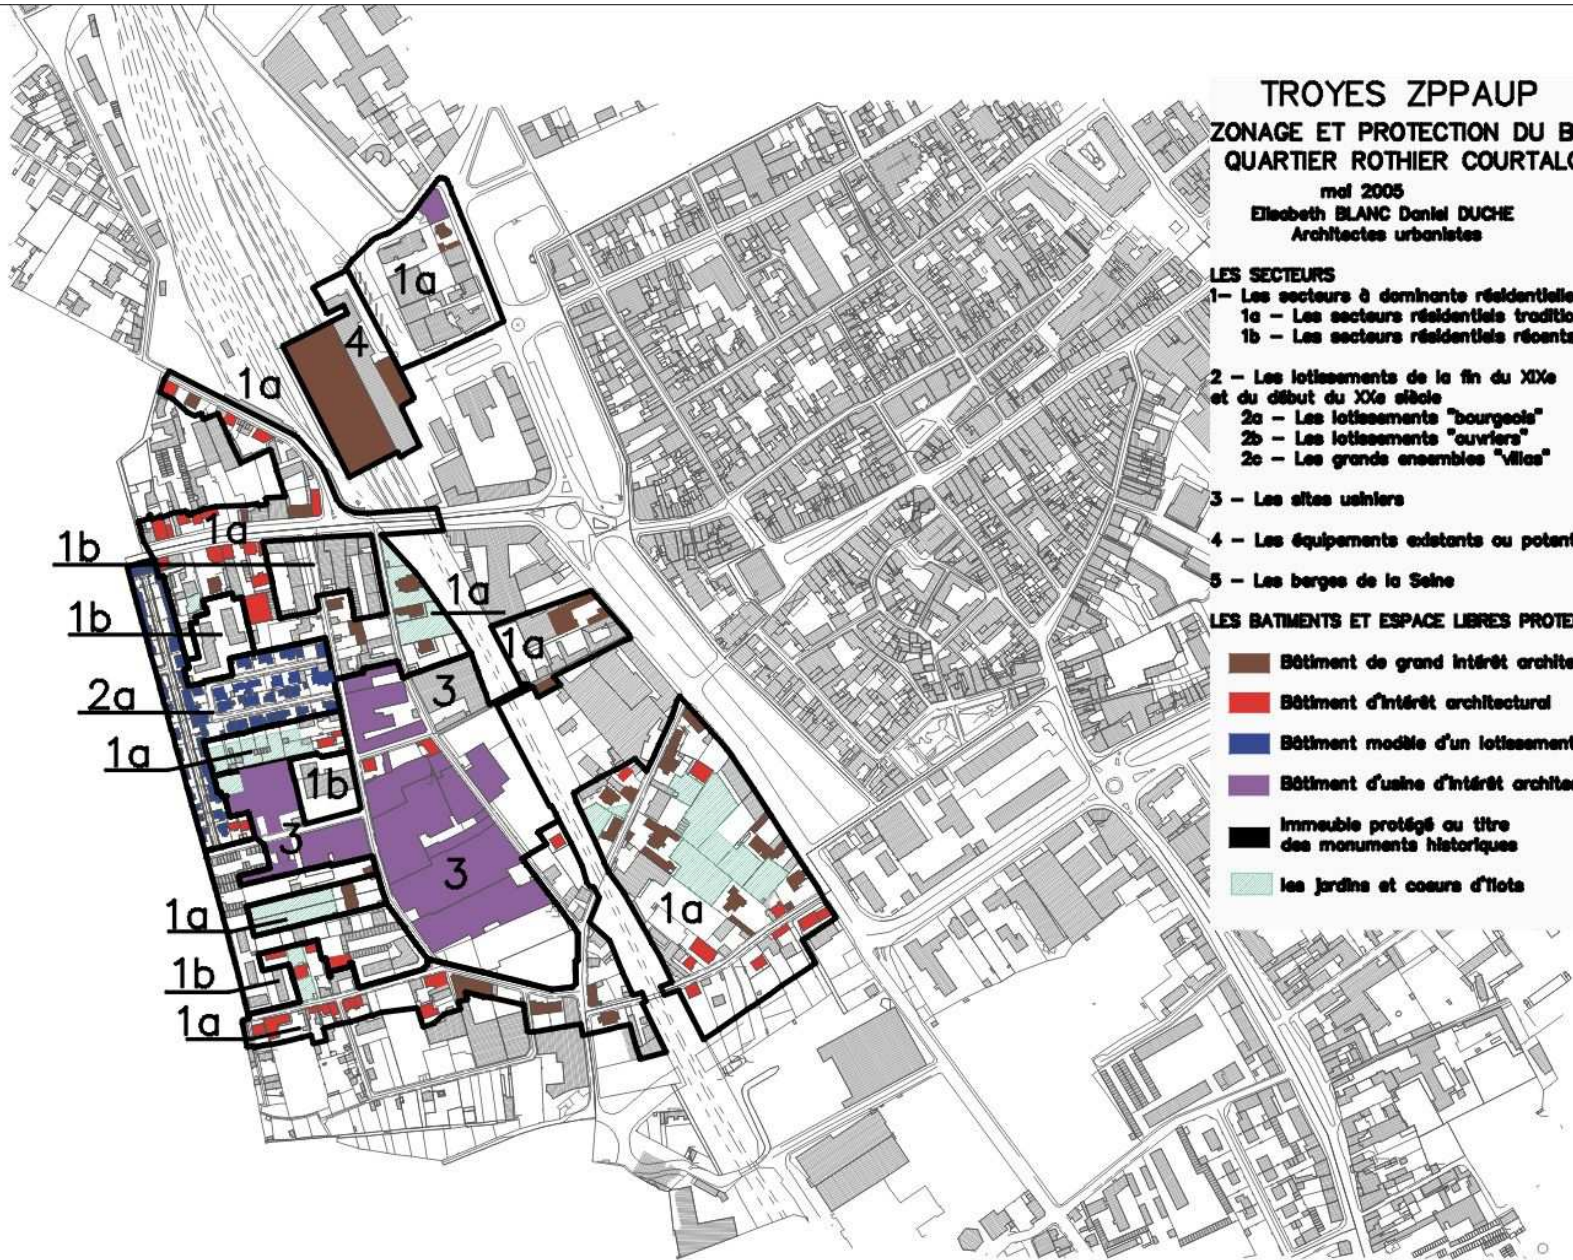 TROYES ZPPAUP
ZONAGE ET PROTECTION DU B
QUARTIER ROTHIER COURTALO
mai 2005
Elisabeth BLANC Daniel DUCHE
Architectes urbanistes
LES SECTEURS
1- Les secteurs à dominante résidentielle
1a - Les secteurs résidentiels traditio
1b - Les secteurs résidentiels récents
2 - Les lotissements de la fin du XIXe
et du début du XXe siècle
2a - Les lotissements "bourgeois"
2b - Les lotissements "ouvriers"
2c - Les grands ensembles "villas"
3 - Les sites usiniers
4 - Les équipements existants ou potent
5 - Les berges de la Seine
LES BATIMENTS ET ESPACE LIBRES PROTE
Bâtiment de grand intérêt archite
Bâtiment d'intérêt architectural
Bâtiment modèle d'un lotissement
Bâtiment d'usine d'intérêt archite
Immeuble protégé au titre
des monuments historiques
les jardins et coeurs d'îlots
1a
4
1a
1a
1b
1a
1b
1a
3
2a
1a
1b
3
3
1a
1a
1b
1a